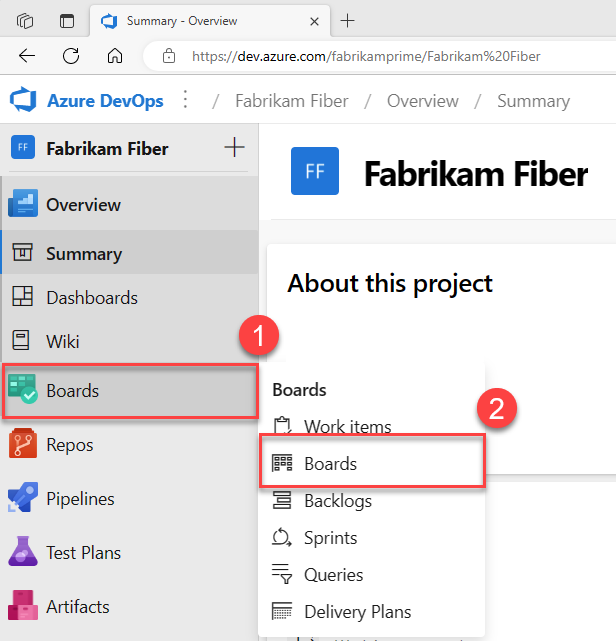 Summary - Overview
https://dev.azure.com/fabrikamprime/Fabrikam%20Fiber
Azure DevOps / Fabrikam Fiber / Overview / Summary
FF Fabrikam Fiber
FF Fabrikam Fiber
Overview
Summary
About this project
Dashboards
Wiki
1
Boards
Boards
2
Work items
Repos
Boards
Pipelines
Backlogs
Sprints
Test Plans
Queries
Artifacts
Delivery Plans